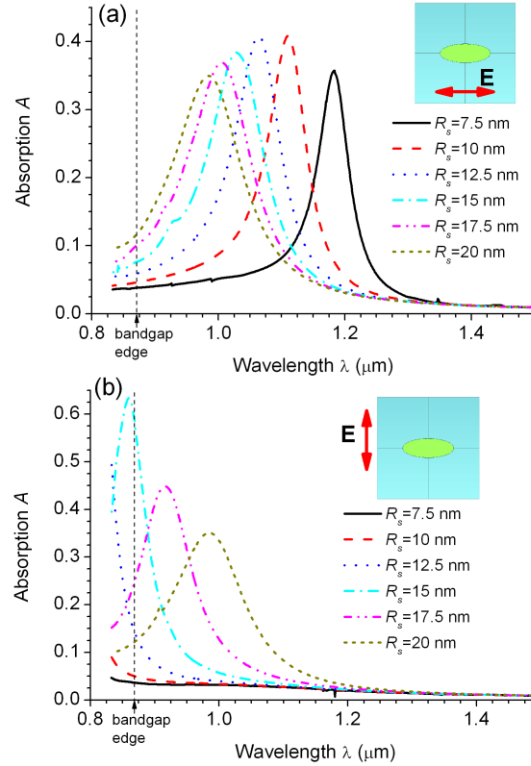 (a)
0.4
0.3
0.2
0.1
0.0
Absorption A
E
Rs=7.5 nm
Rs=10 nm
Rs=12.5 nm
Rs=15 nm
Rs=17.5 nm
Rs=20 nm
0.8 1.0 1.2 1.4
bandgap
edge
Wavelength λ (μm)
(b)
0.6
0.5
0.4
0.3
0.2
0.1
0.0
Absorption A
E
Rs=7.5 nm
Rs=10 nm
Rs=12.5 nm
Rs=15 nm
Rs=17.5 nm
Rs=20 nm
0.8 1.0 1.2 1.4
bandgap
edge
Wavelength λ (μm)